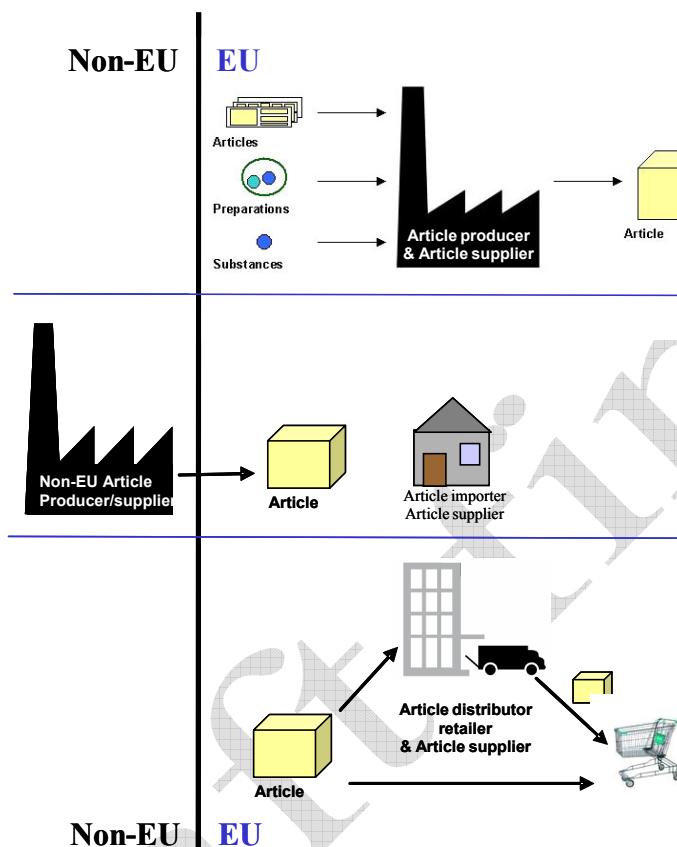 Non-EU EU
Articles
Preparations
Substances
Article producer
& Article supplier
Article
Non-EU Article
Producer/supplier
Article
Article importer
Article supplier
Article distributor
retailer
& Article supplier
Article
Non-EU EU